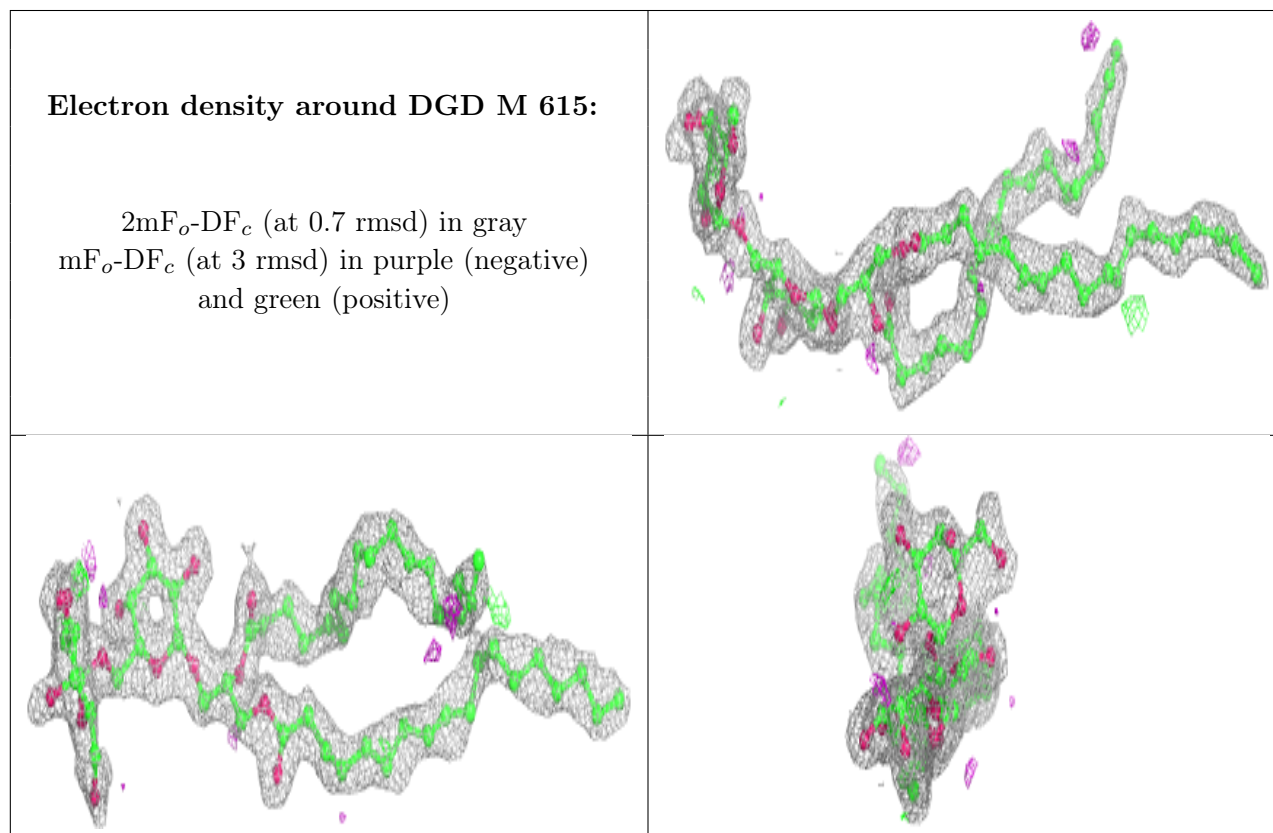 Electron density around DGD M 615:
2mFo-DFc (at 0.7 rmsd) in gray
mFo-DFc (at 3 rmsd) in purple (negative)
and green (positive)